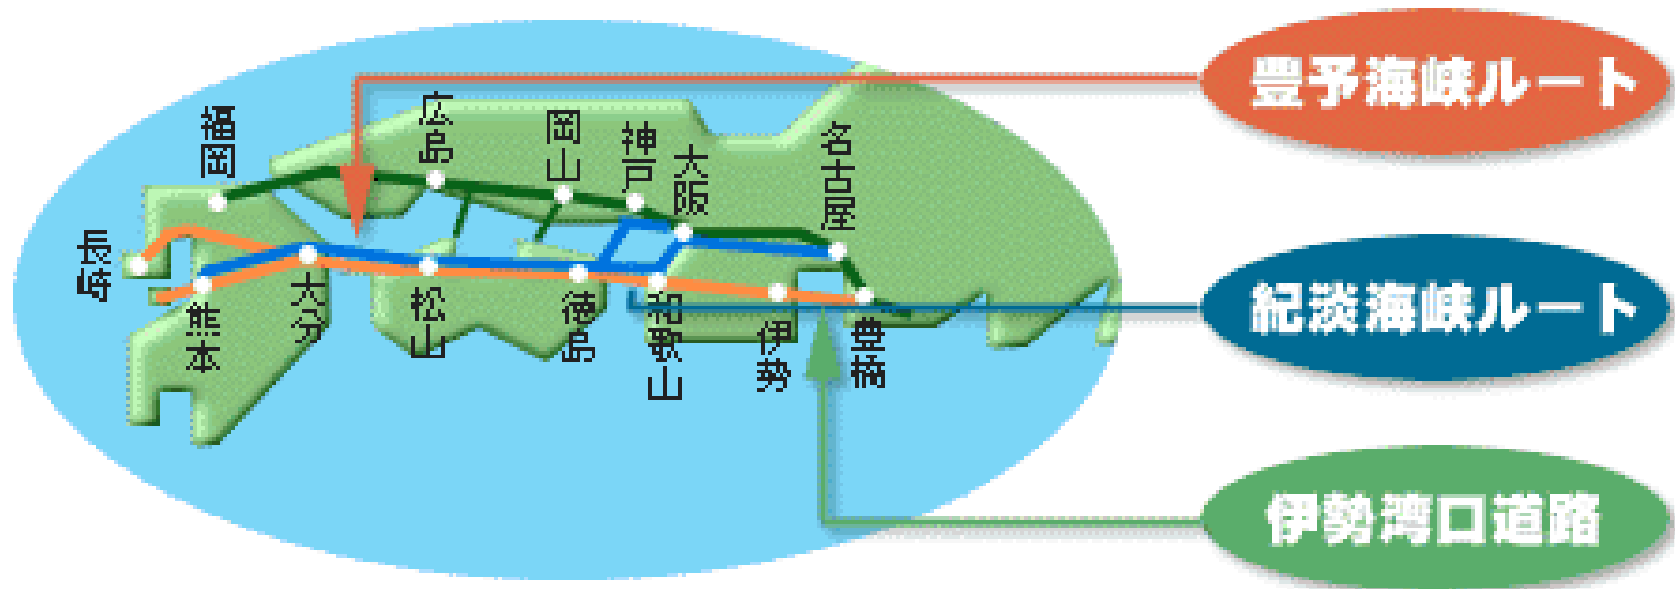 豊予海峡ルート
紀淡海峡ルート
伊勢湾口道路
福岡
広島
岡山
神戸
大阪
名古屋
長崎
熊本
大分
松山
徳島
和歌山
伊勢
豊橋